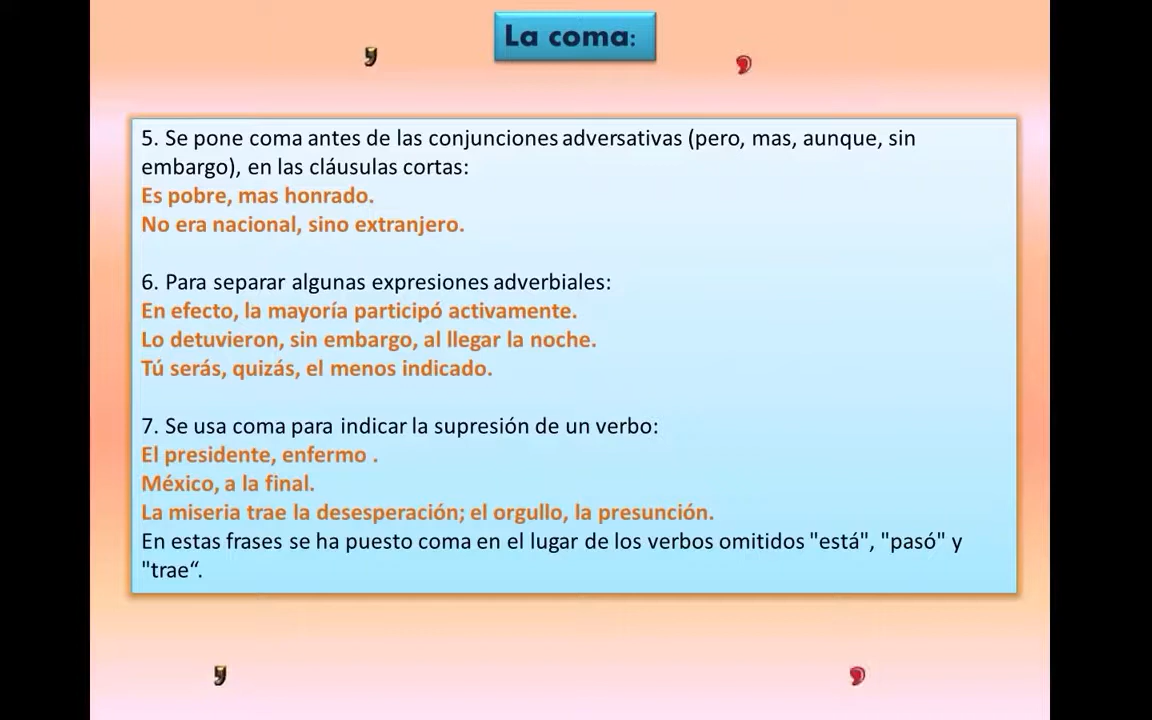 La coma:
5. Se pone coma antes de las conjunciones adversativas (pero, mas, aunque, sin
embargo), en las cláusulas cortas:
Es pobre, mas honrado.
No era nacional, sino extranjero.
6. Para separar algunas expresiones adverbiales:
En efecto, la mayoría participó activamente.
Lo detuvieron, sin embargo, al llegar la noche.
Tú serás, quizás, el menos indicado.
7. Se usa coma para indicar la supresión de un verbo:
El presidente, enfermo .
México, a la final.
La miseria trae la desesperación; el orgullo, la presunción.
En estas frases se ha puesto coma en el lugar de los verbos omitidos "está", "pasó" y
"trae“.